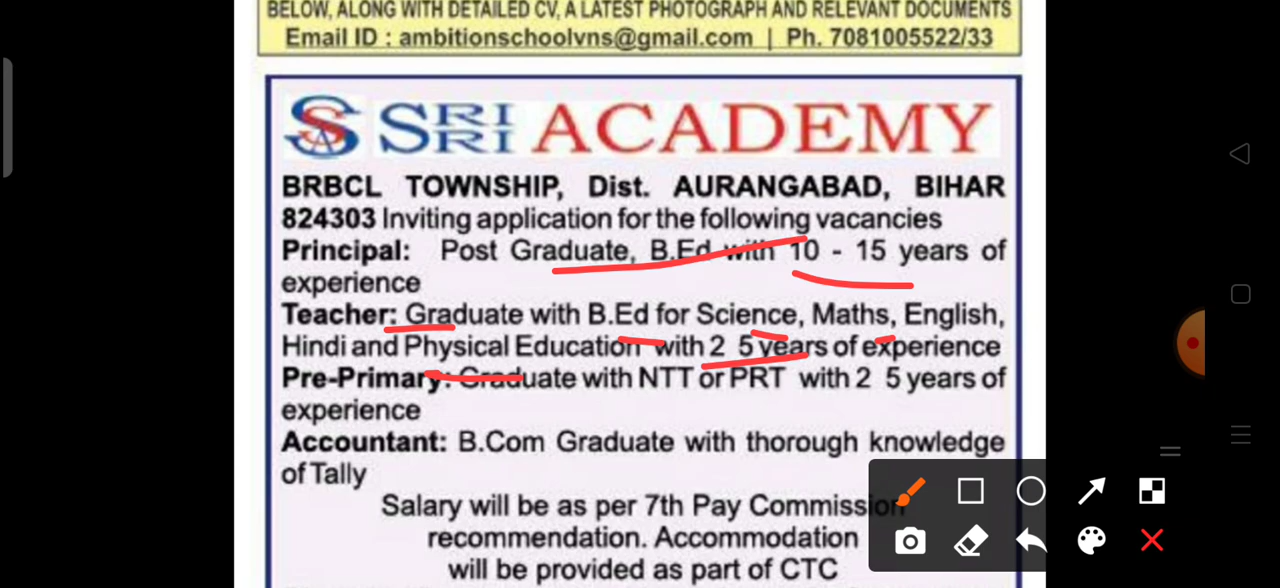 BELOW, ALONG WITH DETAILED CV, A LATEST PHOTOGRAPH AND RELEVANT DOCUMENTS
Email ID : ambitionschoolvns@gmail.com | Ph. 7081005522/33
SRI SRI ACADEMY
BRBCL TOWNSHIP, Dist. AURANGABAD, BIHAR
824303 Inviting application for the following vacancies
Principal: Post Graduate, B.Ed with 10 - 15 years of
experience
Teacher: Graduate with B.Ed for Science, Maths, English,
Hindi and Physical Education with 2 5 years of experience
Pre-Primary: Graduate with NTT or PRT with 2 5 years of
experience
Accountant: B.Com Graduate with thorough knowledge
of Tally
Salary will be as per 7th Pay Commission
recommendation. Accommodation
will be provided as part of CTC